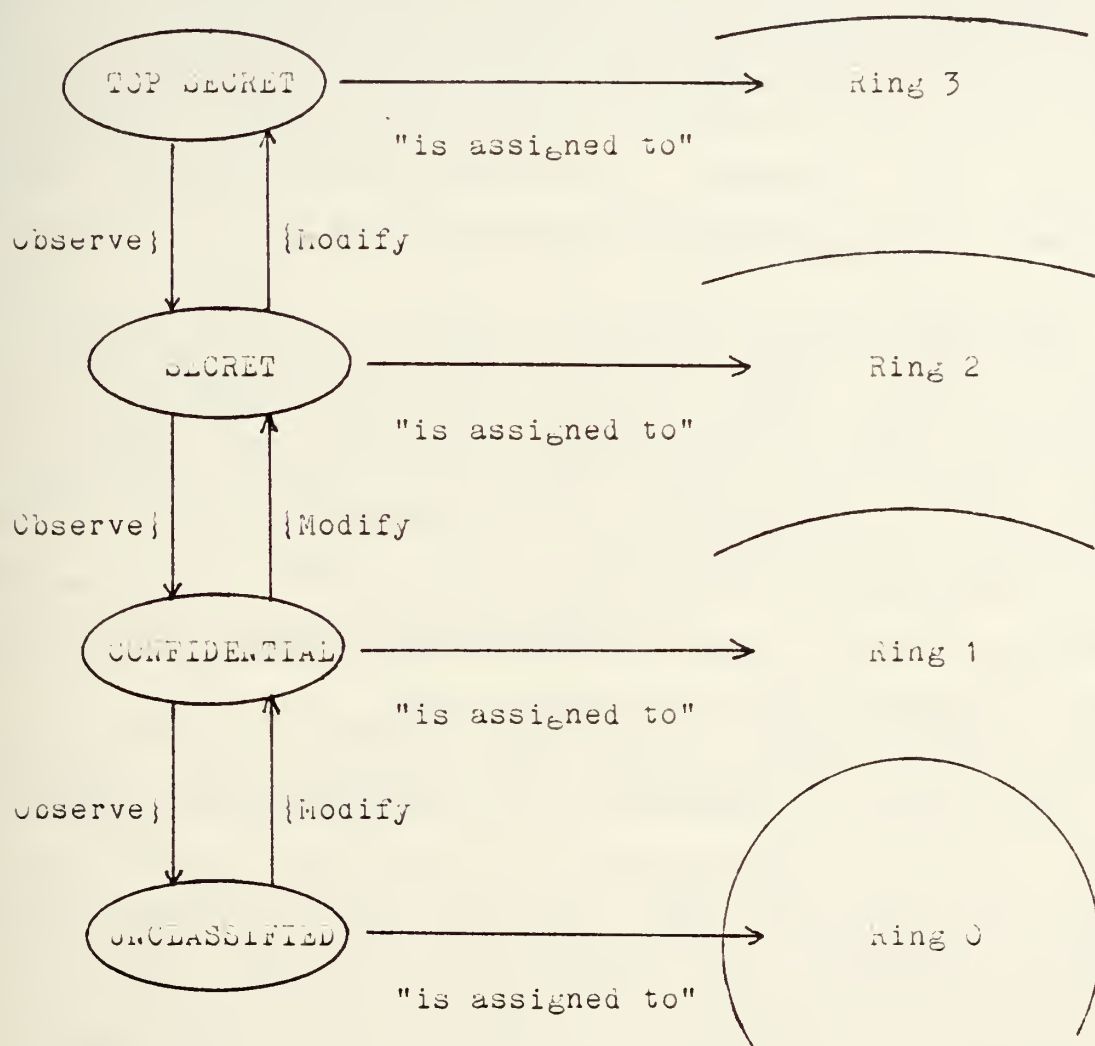 TOP SECRET
Ring 3
"is assigned to"
Observe}
{Modify
SECRET
Ring 2
"is assigned to"
Observe}
{Modify
CONFIDENTIAL
Ring 1
"is assigned to"
Observe}
{Modify
UNCLASSIFIED
Ring 0
"is assigned to"